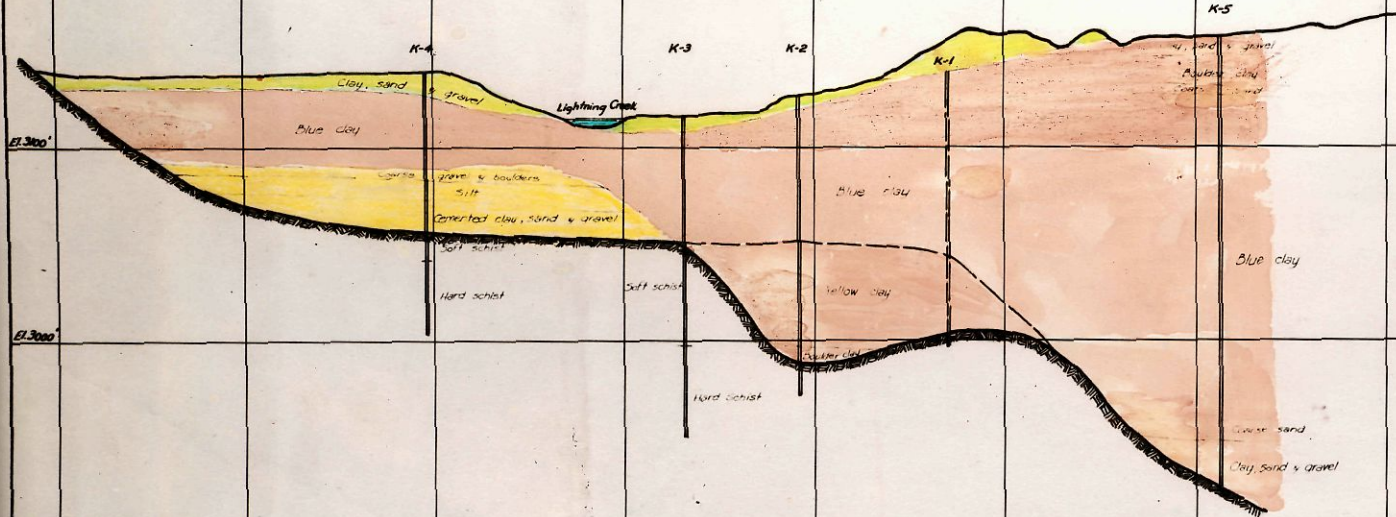 K-5
K-4
K-3
K-2
K-1
Clay, sand & gravel
Lightning Creek
sand & gravel
Boulder clay
Blue clay
El. 3100'
Coarse gravel & boulders
Silt
Blue clay
Cemented clay, sand & gravel
Soft schist
Blue clay
Hard schist
Soft schist
Yellow clay
El. 3000'
Boulder clay
Hard Schist
Coarse sand
Clay, sand & gravel